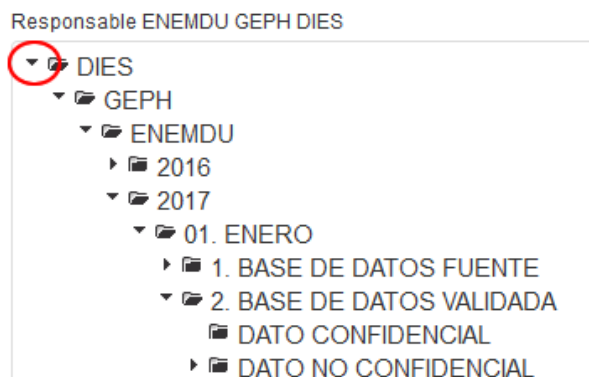 Responsable ENEMDU GEPH DIES
DIES
GEPH
ENEMDU
2016
2017
01. ENERO
1. BASE DE DATOS FUENTE
2. BASE DE DATOS VALIDADA
DATO CONFIDENCIAL
DATO NO CONFIDENCIAL